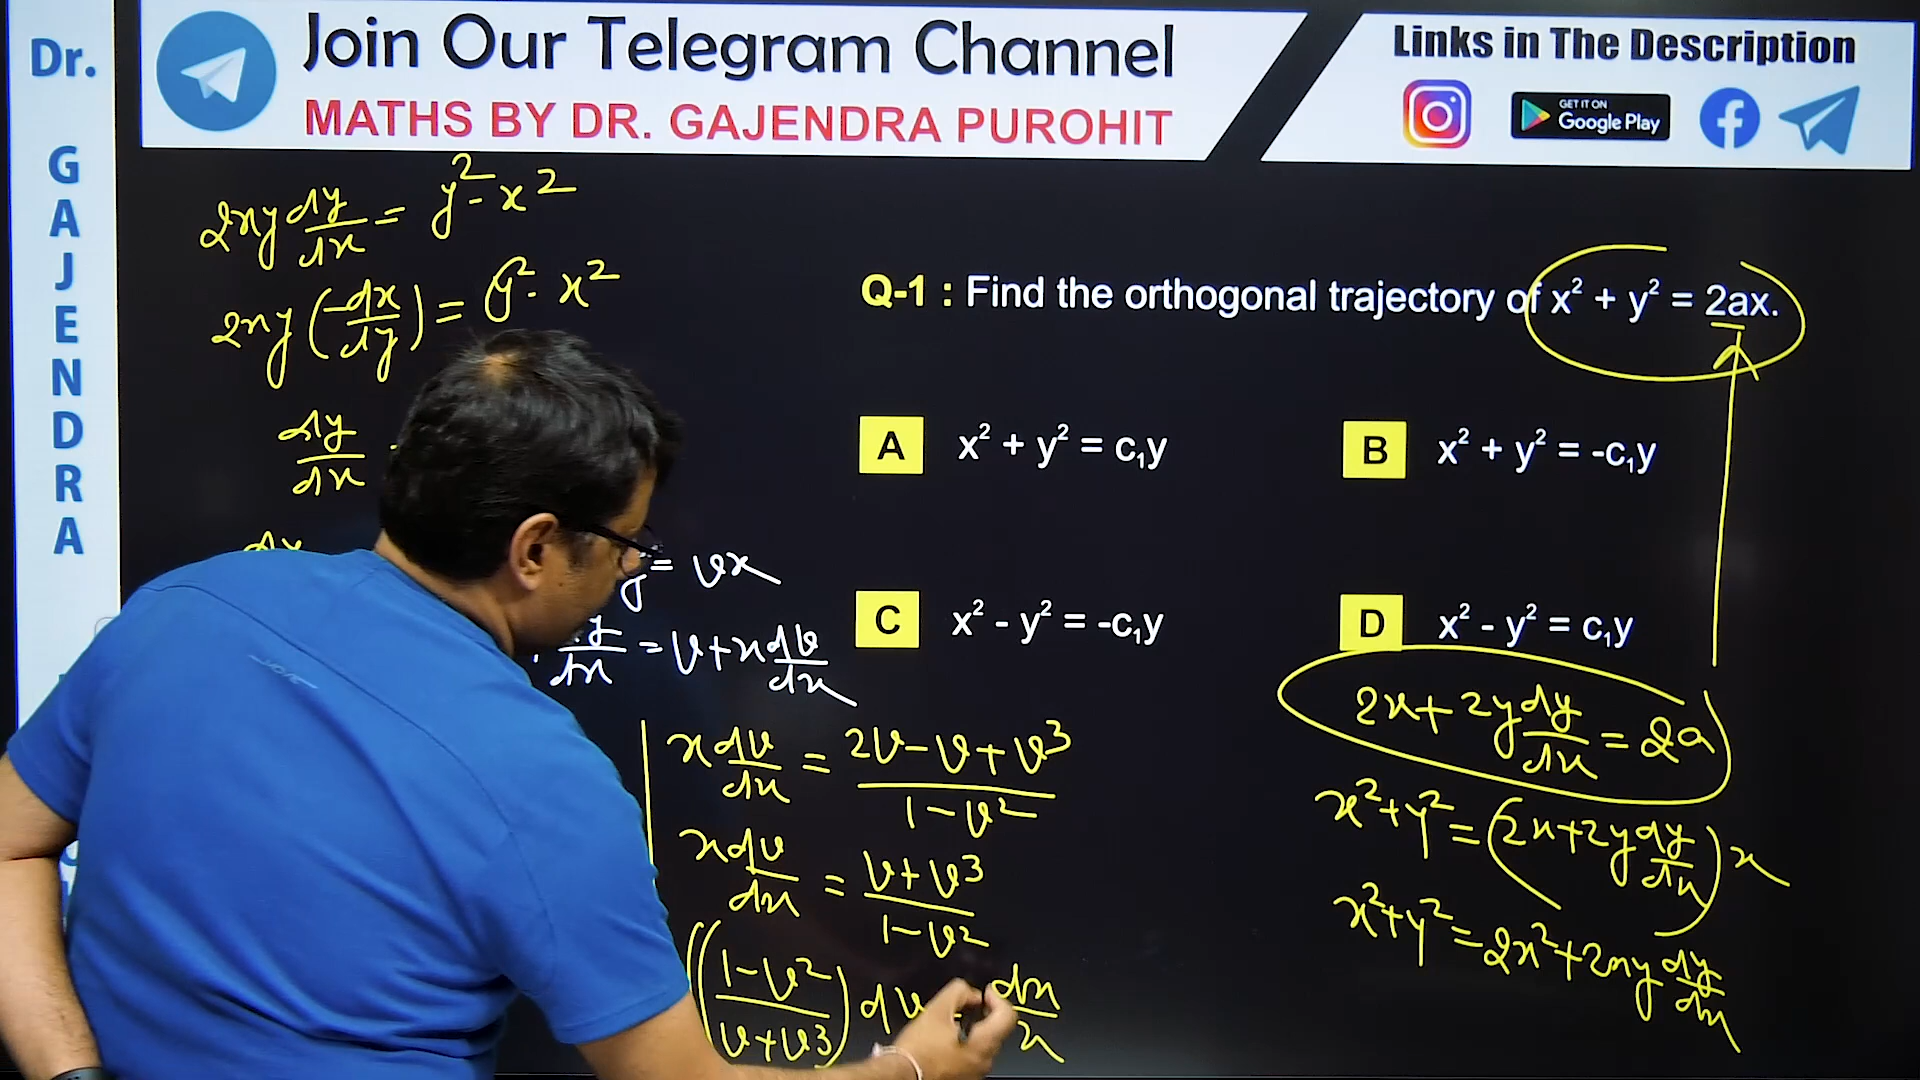 Dr.
GAJENDRA
Join Our Telegram Channel
MATHS BY DR. GAJENDRA PUROHIT
Links in The Description
GET IT ON
Google Play
2xy dy/dx = y² - x²
2xy (-dx/dy) = y² - x²
dy/dx
= vx
dy/dx = v + x dv/dx
x dv/dx = 2v - v + v³ / 1 - v²
x dv/dx = v + v³ / 1 - v²
(1 - v² / v + v³) dv dx/x
Q-1 : Find the orthogonal trajectory of x² + y² = 2ax.
A x² + y² = c₁y
B x² + y² = -c₁y
C x² - y² = -c₁y
D x² - y² = c₁y
2x + 2y dy/dx = 2a
x² + y² = (2x + 2y dy/dx) x
x² + y² = 2x² + 2xy dy/dx